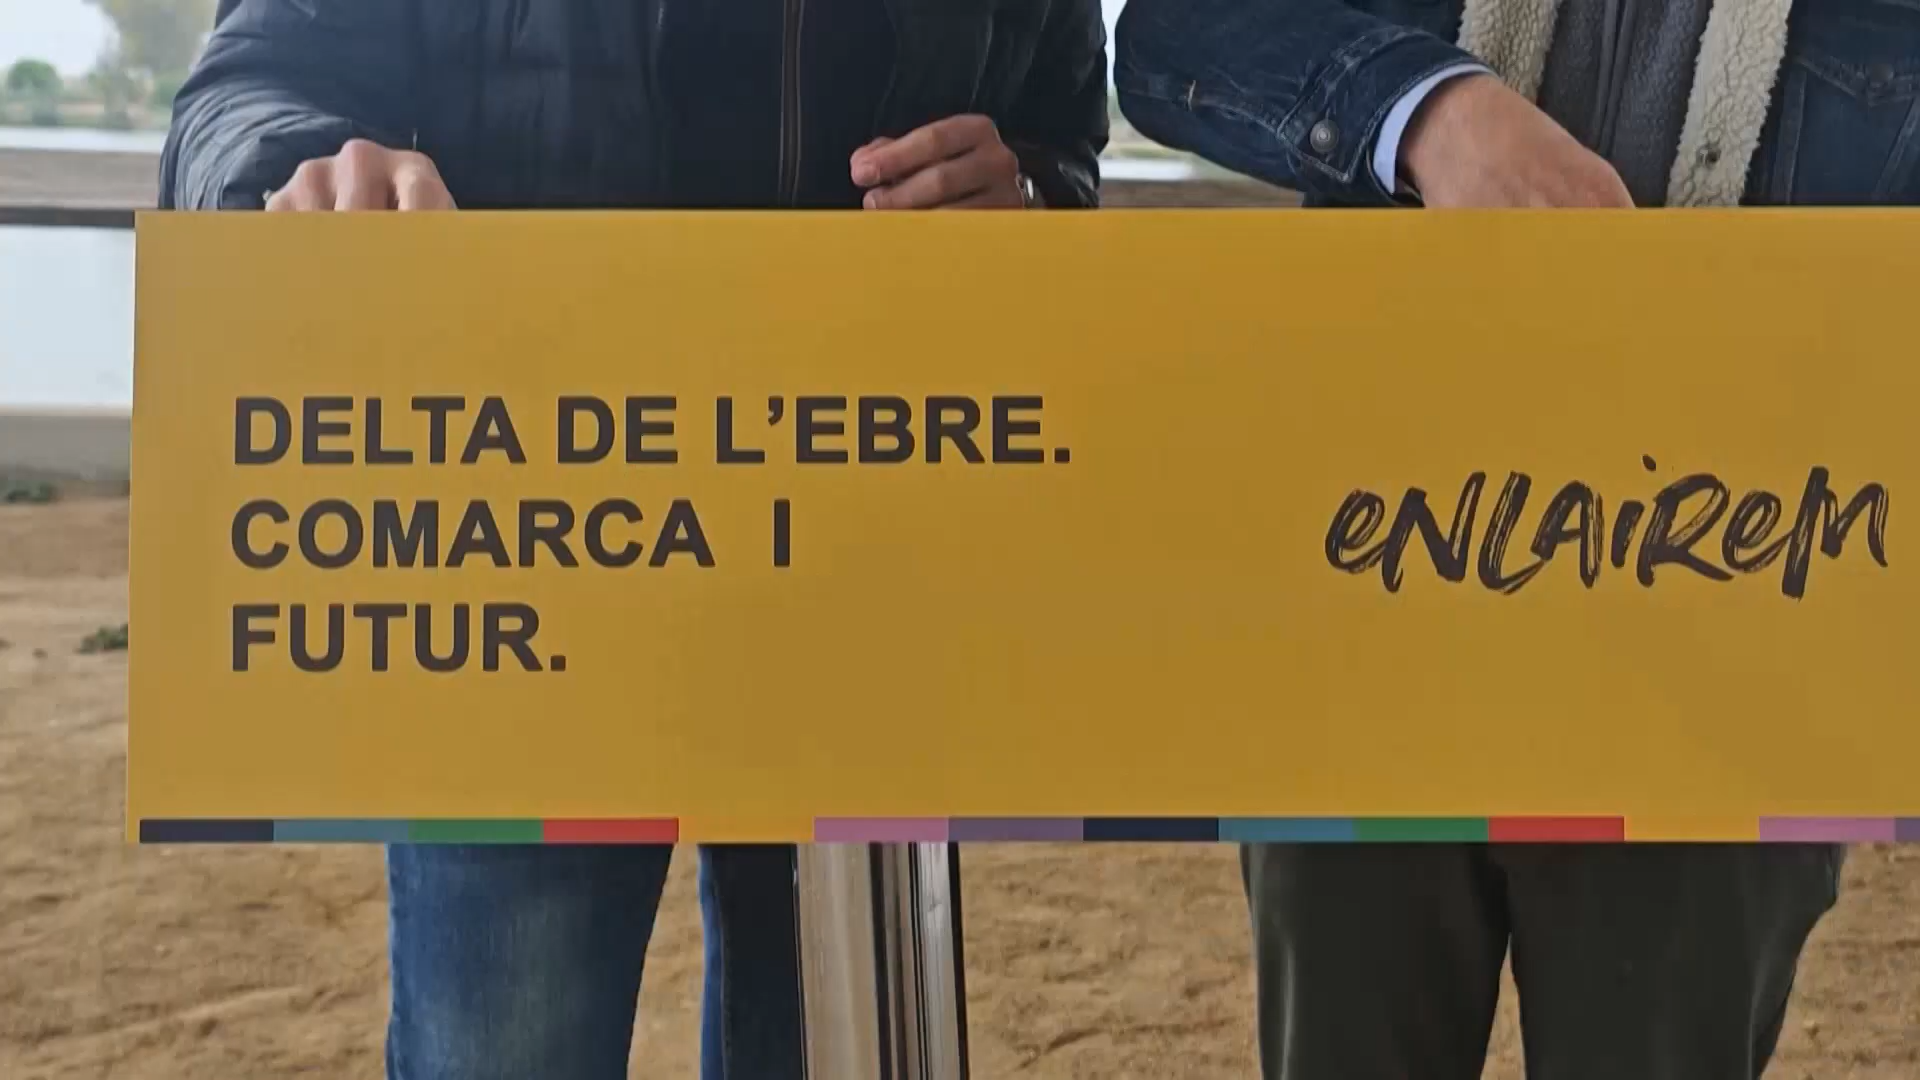 DELTA DE L’EBRE.
COMARCA I
FUTUR.
eNLAiReM